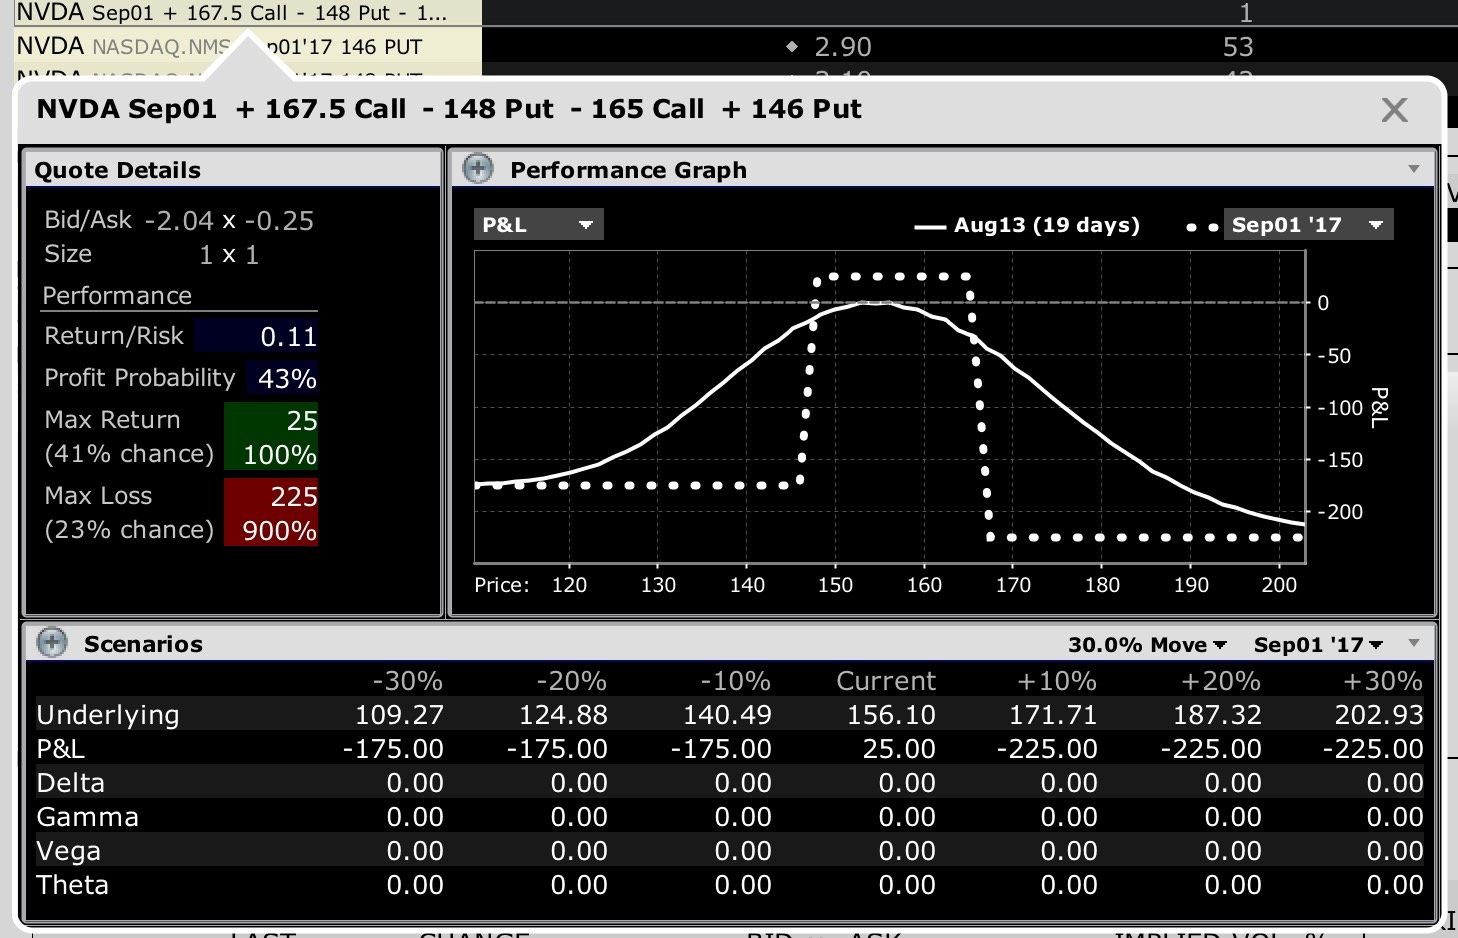 NVDA Sep01 + 167.5 Call - 148 Put - 1... 1
NVDA NASDAQ.NMS p01'17 146 PUT ◆ 2.90 53
NVDA Sep01 + 167.5 Call - 148 Put - 165 Call + 146 Put X
Quote Details
Bid/Ask -2.04 x -0.25
Size 1 x 1
Performance
Return/Risk 0.11
Profit Probability 43%
Max Return 25
(41% chance) 100%
Max Loss 225
(23% chance) 900%
Performance Graph
P&L Aug13 (19 days) Sep01 '17
0
-50
-100
-150
-200
P&L
Price: 120 130 140 150 160 170 180 190 200
Scenarios 30.0% Move Sep01 '17
-30% -20% -10% Current +10% +20% +30%
Underlying 109.27 124.88 140.49 156.10 171.71 187.32 202.93
P&L -175.00 -175.00 -175.00 25.00 -225.00 -225.00 -225.00
Delta 0.00 0.00 0.00 0.00 0.00 0.00 0.00
Gamma 0.00 0.00 0.00 0.00 0.00 0.00 0.00
Vega 0.00 0.00 0.00 0.00 0.00 0.00 0.00
Theta 0.00 0.00 0.00 0.00 0.00 0.00 0.00